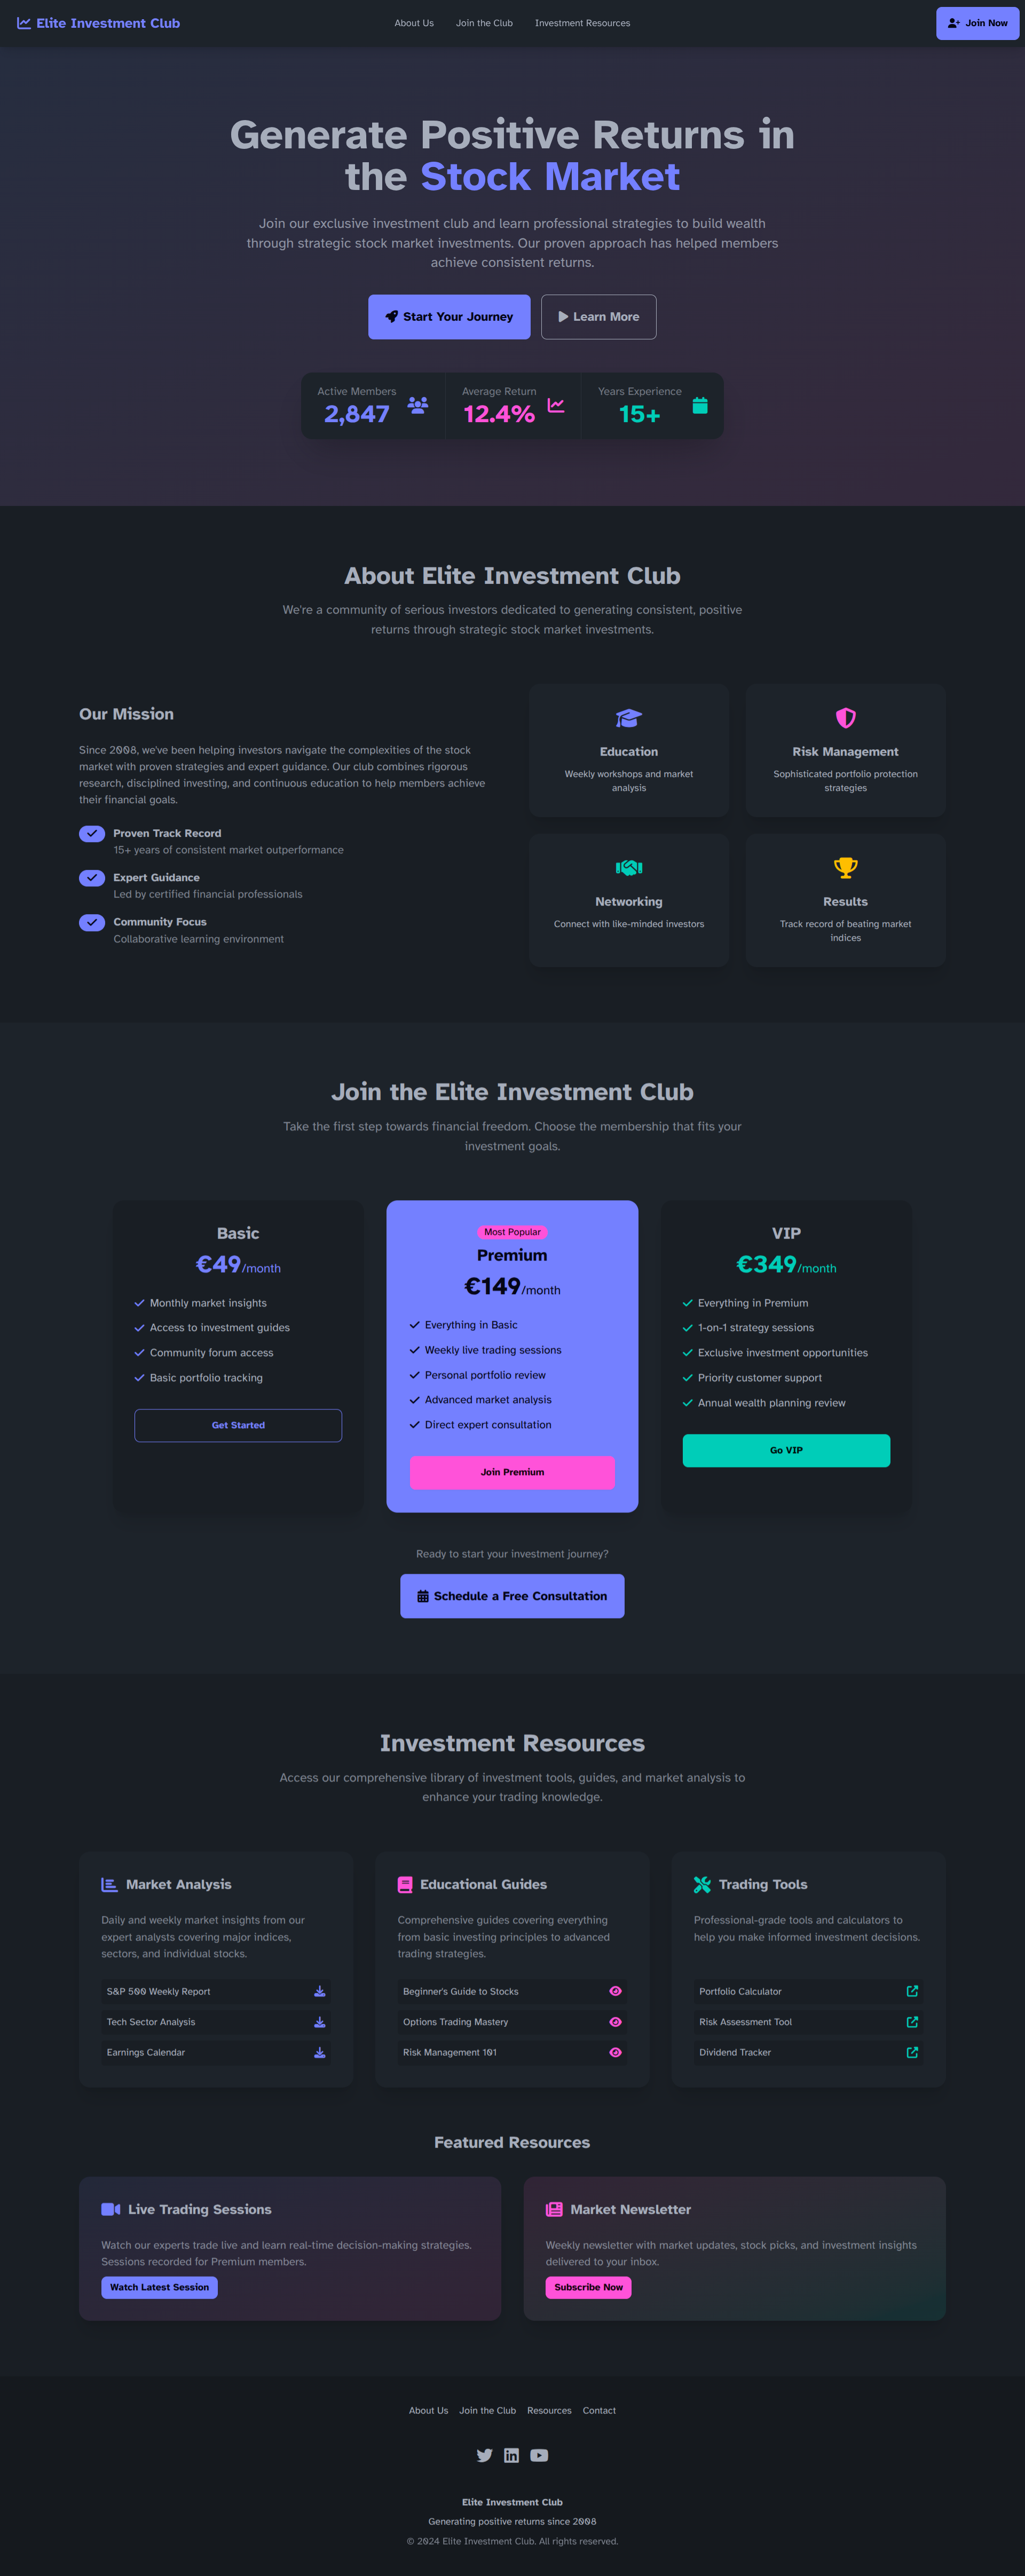 Elite Investment Club
About Us
Join the Club
Investment Resources
Join Now
Generate Positive Returns in
the Stock Market
Join our exclusive investment club and learn professional strategies to build wealth
through strategic stock market investments. Our proven approach has helped members
achieve consistent returns.
Start Your Journey
Learn More
Active Members
2,847
Average Return
12.4%
Years Experience
15+
About Elite Investment Club
We're a community of serious investors dedicated to generating consistent, positive
returns through strategic stock market investments.
Our Mission
Since 2008, we've been helping investors navigate the complexities of the stock
market with proven strategies and expert guidance. Our club combines rigorous
research, disciplined investing, and continuous education to help members achieve
their financial goals.
Proven Track Record
15+ years of consistent market outperformance
Expert Guidance
Led by certified financial professionals
Community Focus
Collaborative learning environment
Education
Weekly workshops and market
analysis
Risk Management
Sophisticated portfolio protection
strategies
Networking
Connect with like-minded investors
Results
Track record of beating market
indices
Join the Elite Investment Club
Take the first step towards financial freedom. Choose the membership that fits your
investment goals.
Basic
€49/month
Monthly market insights
Access to investment guides
Community forum access
Basic portfolio tracking
Get Started
Most Popular
Premium
€149/month
Everything in Basic
Weekly live trading sessions
Personal portfolio review
Advanced market analysis
Direct expert consultation
Join Premium
VIP
€349/month
Everything in Premium
1-on-1 strategy sessions
Exclusive investment opportunities
Priority customer support
Annual wealth planning review
Go VIP
Ready to start your investment journey?
Schedule a Free Consultation
Investment Resources
Access our comprehensive library of investment tools, guides, and market analysis to
enhance your trading knowledge.
Market Analysis
Daily and weekly market insights from our
expert analysts covering major indices,
sectors, and individual stocks.
S&P 500 Weekly Report
Tech Sector Analysis
Earnings Calendar
Educational Guides
Comprehensive guides covering everything
from basic investing principles to advanced
trading strategies.
Beginner's Guide to Stocks
Options Trading Mastery
Risk Management 101
Trading Tools
Professional-grade tools and calculators to
help you make informed investment decisions.
Portfolio Calculator
Risk Assessment Tool
Dividend Tracker
Featured Resources
Live Trading Sessions
Watch our experts trade live and learn real-time decision-making strategies.
Sessions recorded for Premium members.
Watch Latest Session
Market Newsletter
Weekly newsletter with market updates, stock picks, and investment insights
delivered to your inbox.
Subscribe Now
About Us
Join the Club
Resources
Contact
Elite Investment Club
Generating positive returns since 2008
© 2024 Elite Investment Club. All rights reserved.